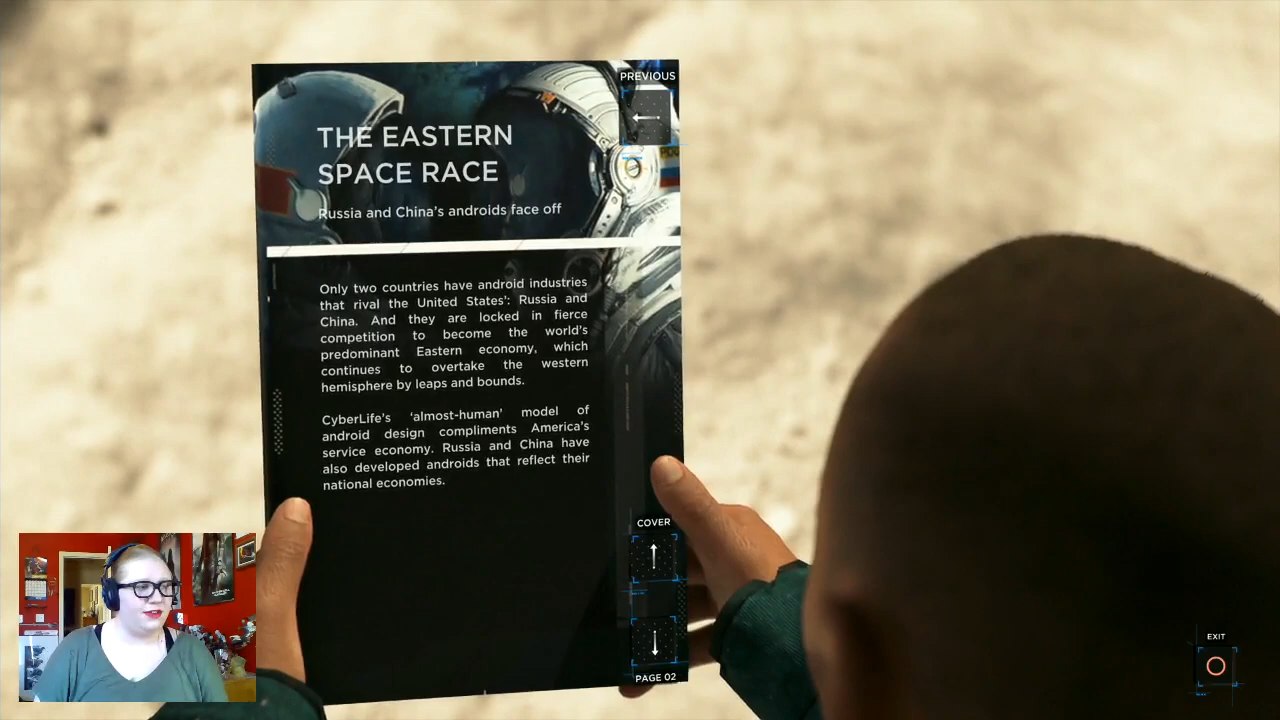 PREVIOUS
THE EASTERN
SPACE RACE
Russia and China's androids face off
Only two countries have android industries
that rival the United States': Russia and
China. And they are locked in fierce
competition to become the world's
predominant Eastern economy, which
continues to overtake the western
hemisphere by leaps and bounds.
CyberLife's 'almost-human' model of
android design compliments America's
service economy. Russia and China have
also developed androids that reflect their
national economies.
COVER
PAGE 02
EXIT